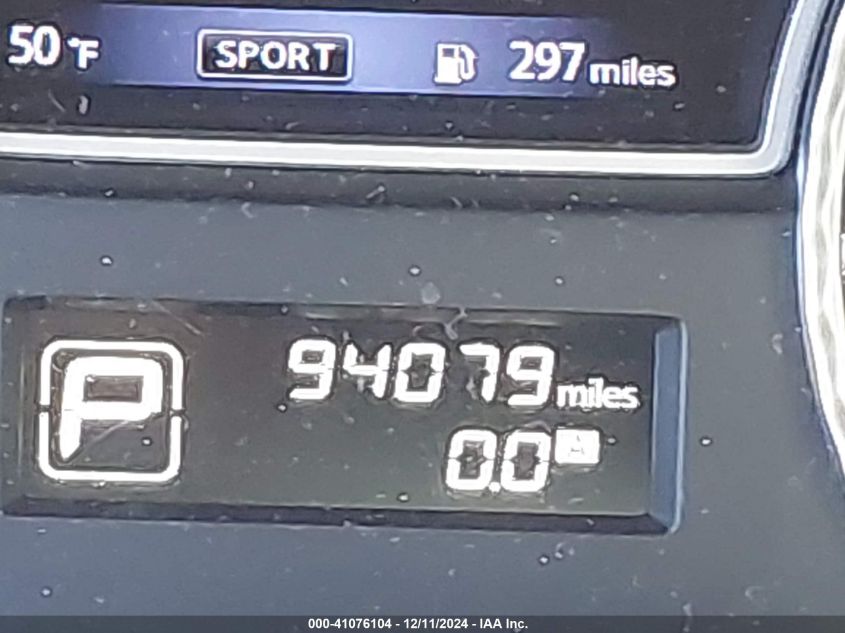 50°F SPORT 297 miles
P 94079 miles
0.0
000-41076104 - 12/11/2024 - IAA Inc.